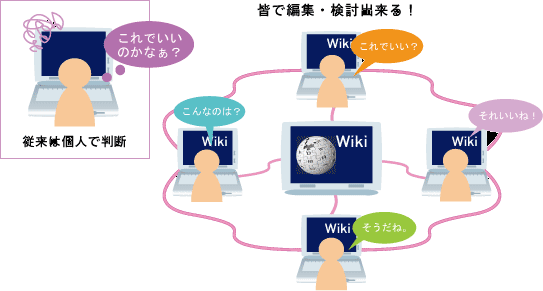 皆で編集・検討出来る！
これでいい
のかなぁ？
従来は個人で判断
Wiki
これでいい？
こんなのは？
Wiki
Wiki
Wiki
それいいね！
Wiki
そうだね。